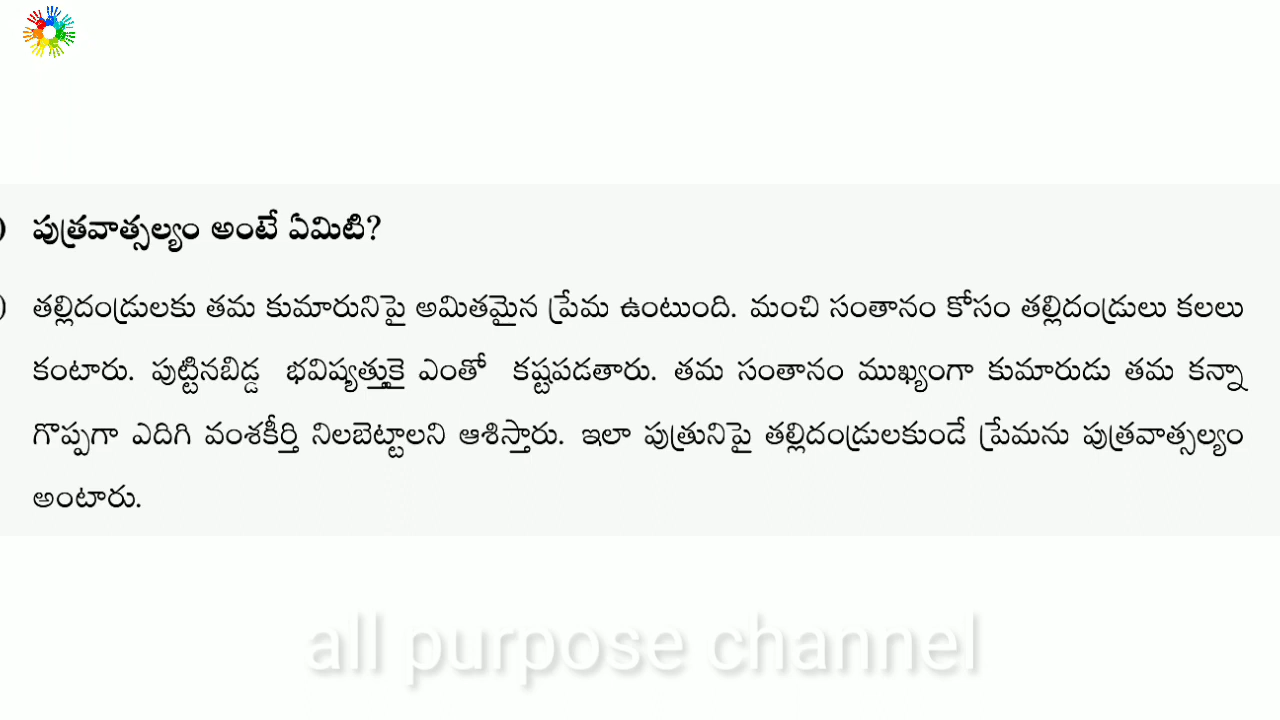 ) పుత్రవాత్సల్యం అంటే ఏమిటి?
) తల్లిదండ్రులకు తమ కుమారునిపై అమితమైన ప్రేమ ఉంటుంది. మంచి సంతానం కోసం తల్లిదండ్రులు కలలు
కంటారు. పుట్టినబిడ్డ భవిష్యత్తుకై ఎంతో కష్టపడతారు. తమ సంతానం ముఖ్యంగా కుమారుడు తమ కన్నా
గొప్పగా ఎదిగి వంశకీర్తి నిలబెట్టాలని ఆశిస్తారు. ఇలా పుత్రునిపై తల్లిదండ్రులకుండే ప్రేమను పుత్రవాత్సల్యం
అంటారు.
all purpose channel